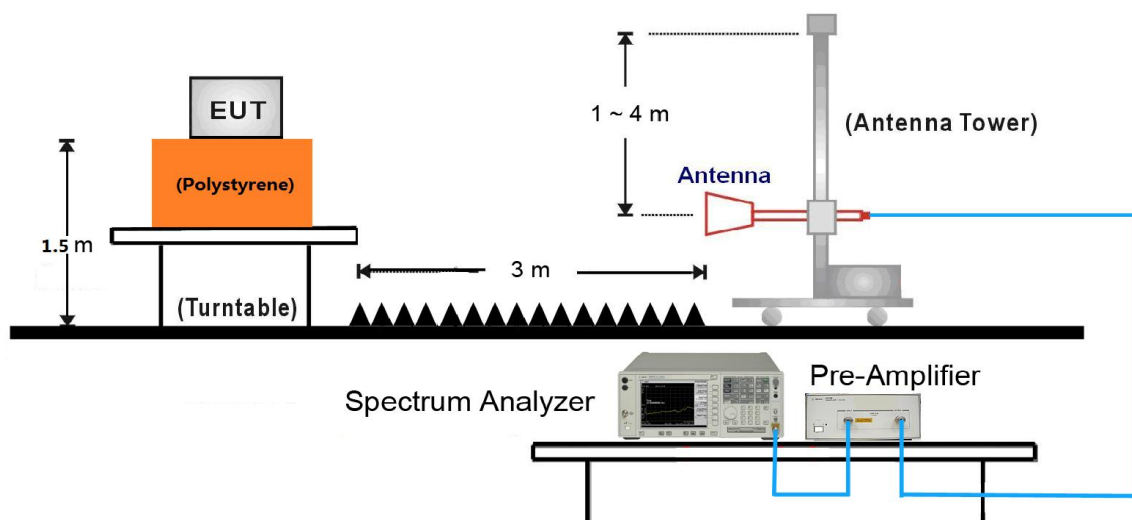 EUT
(Polystyrene)
1.5 m
(Turntable)
3 m
1 ~ 4 m
Antenna
(Antenna Tower)
Spectrum Analyzer
Pre-Amplifier